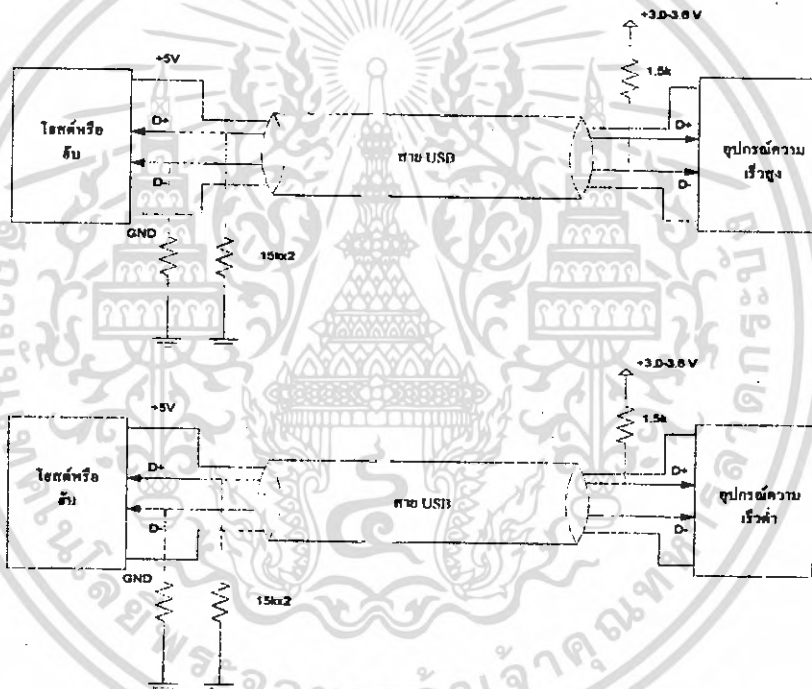 +3.0-3.6 V
+5V
1.5k
โฮสต์หรือ
ฮับ
D+
D-
GND
15kx2
สาย USB
D+
D-
อุปกรณ์ความ
เร็วสูง
+3.0-3.6 V
+5V
1.5k
โฮสต์หรือ
ฮับ
D+
D-
GND
15kx2
สาย USB
D+
D-
อุปกรณ์ความ
เร็วต่ำ